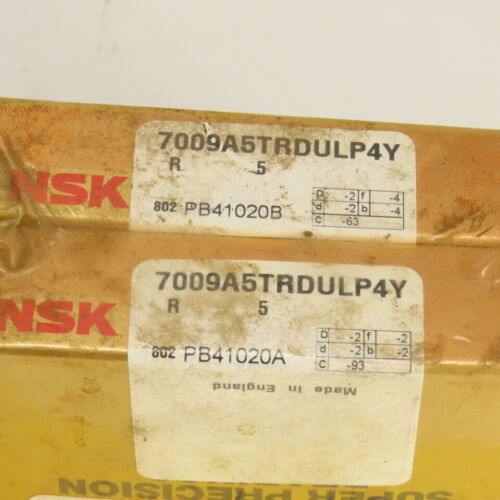 NSK
7009A5TRDULP4Y
R 5
802 PB41020B
D -2 f -4
d -2 b -4
C -63
NSK
7009A5TRDULP4Y
R 5
802 PB41020A
D -2 f -2
d -2 b -2
C -93
Made in England
SUPER PRECISION